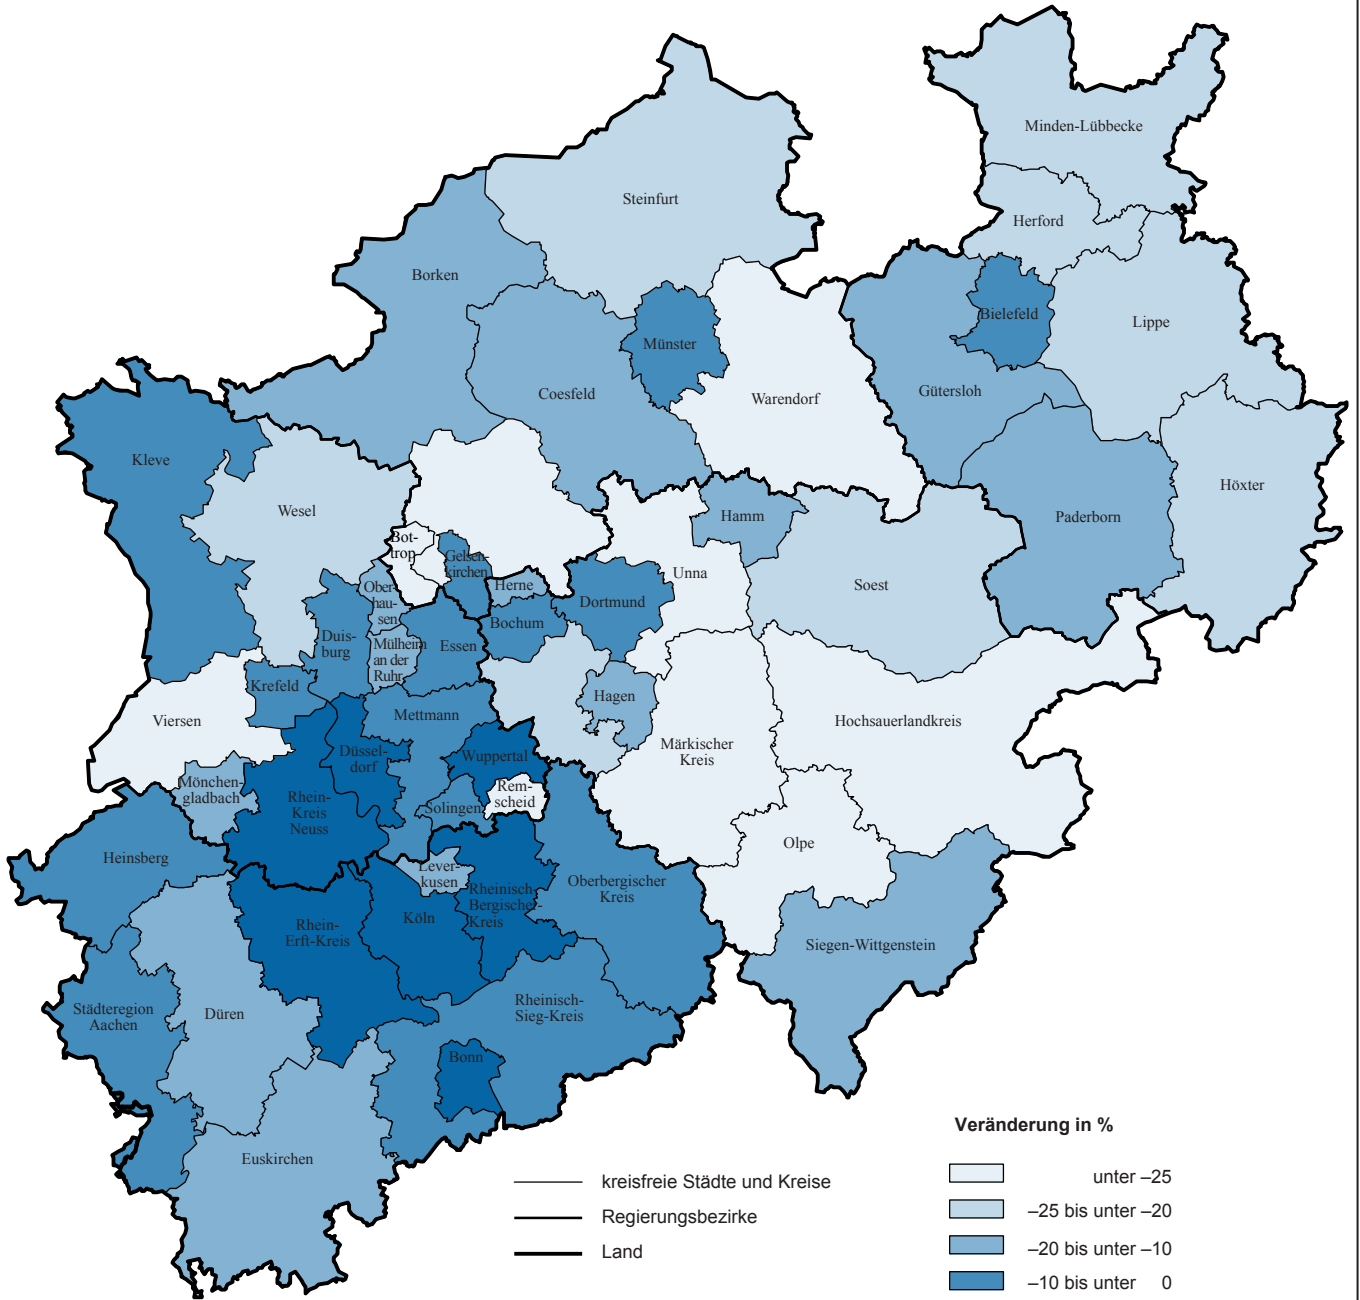 Minden-Lübbecke
Steinfurt
Herford
Borken
Bielefeld
Lippe
Münster
Coesfeld
Warendorf
Gütersloh
Kleve
Höxter
Wesel
Hamm
Paderborn
Bot-
trop
Gelsen-
kirchen
Unna
Soest
Ober-
hau-
sen
Herne
Dortmund
Bochum
Duis-
burg
Mülheim
an der
Ruhr
Essen
Krefeld
Hagen
Viersen
Mettmann
Hochsauerlandkreis
Düssel-
dorf
Wuppertal
Märkischer
Kreis
Mönchen-
gladbach
Rhein-
Kreis
Neuss
Solingen
Rem-
scheid
Olpe
Heinsberg
Lever-
kusen
Rheinisch-
Bergischer-
Kreis
Oberbergischer
Kreis
Rhein-
Erft-Kreis
Köln
Siegen-Wittgenstein
Städteregion
Aachen
Düren
Rheinisch-
Sieg-Kreis
Bonn
Euskirchen
Veränderung in %
kreisfreie Städte und Kreise
Regierungsbezirke
Land
unter –25
–25 bis unter –20
–20 bis unter –10
–10 bis unter 0